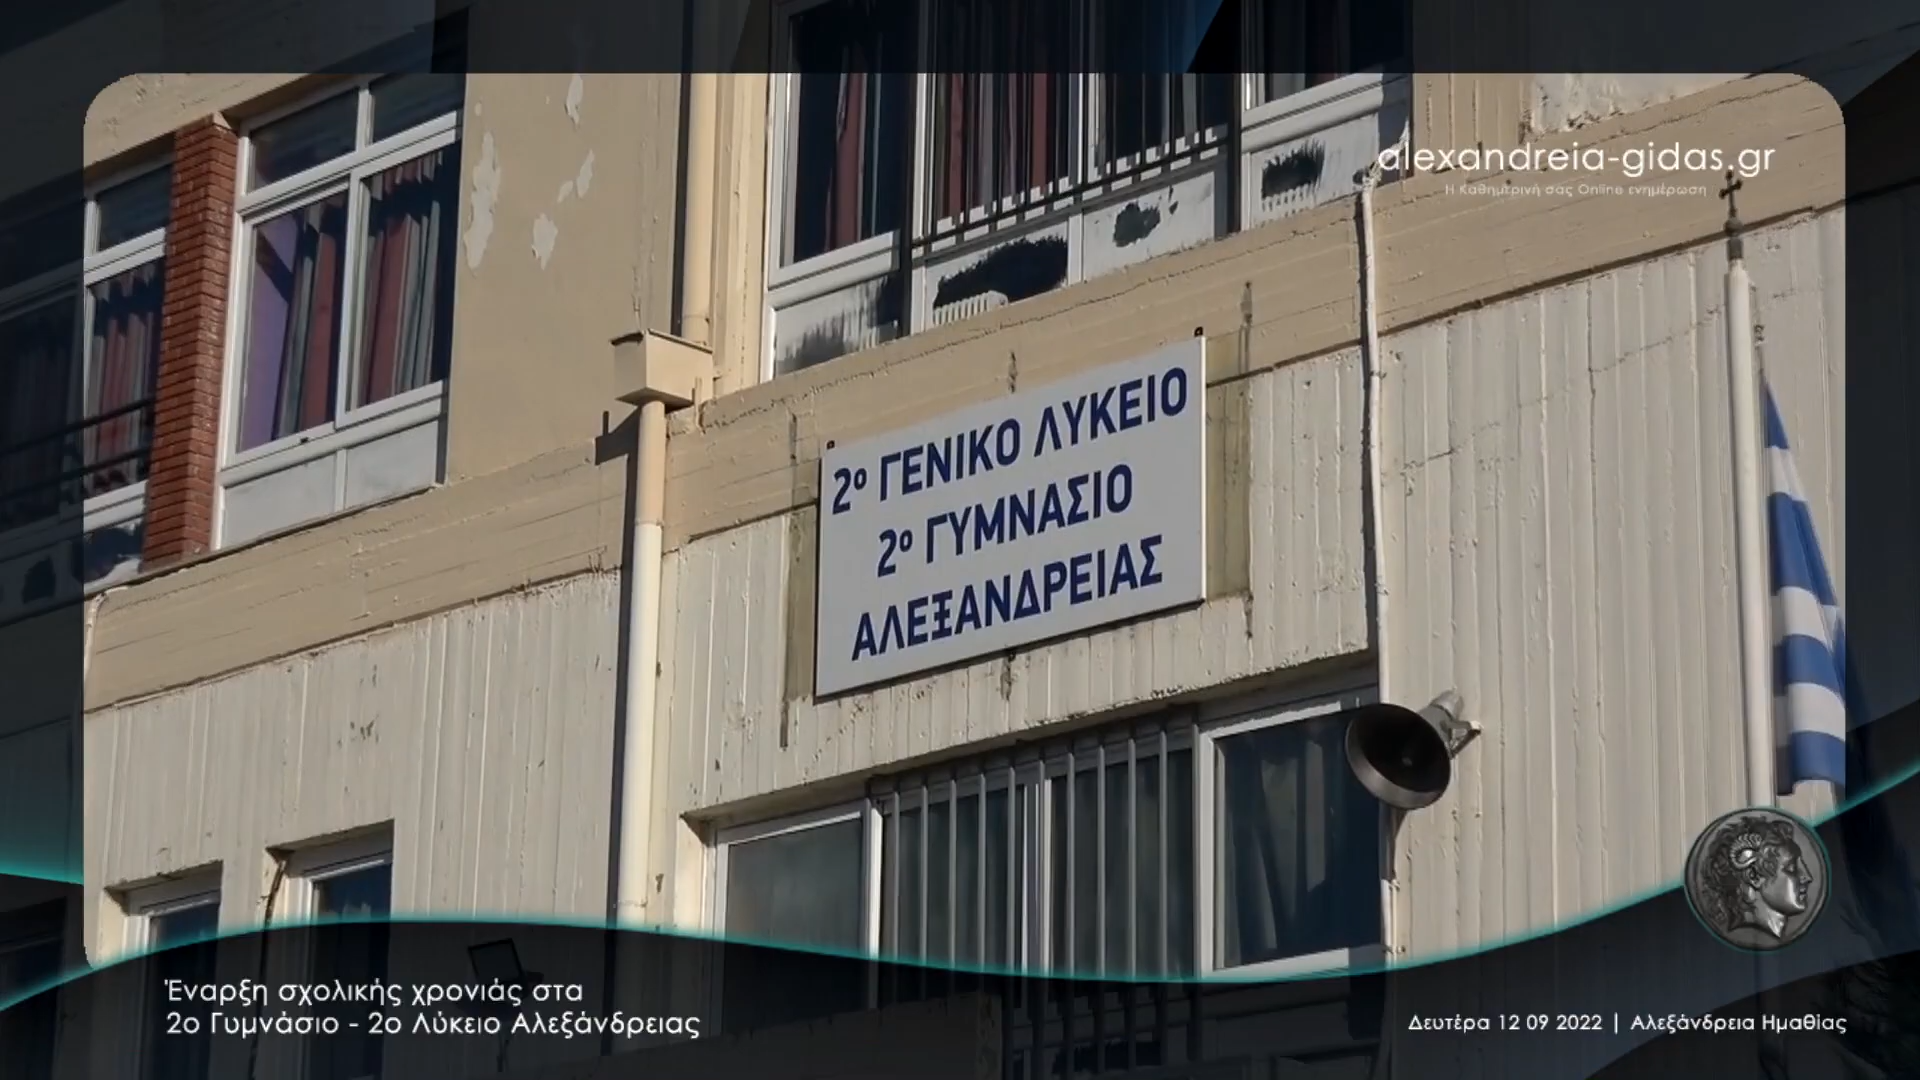 alexandreia-gidas.gr
Η Καθημερινή σας Online ενημέρωση
2ο ΓΕΝΙΚΟ ΛΥΚΕΙΟ
2ο ΓΥΜΝΑΣΙΟ
ΑΛΕΞΑΝΔΡΕΙΑΣ
Έναρξη σχολικής χρονιάς στα
2ο Γυμνάσιο - 2ο Λύκειο Αλεξάνδρειας
Δευτέρα 12 09 2022 | Αλεξάνδρεια Ημαθίας